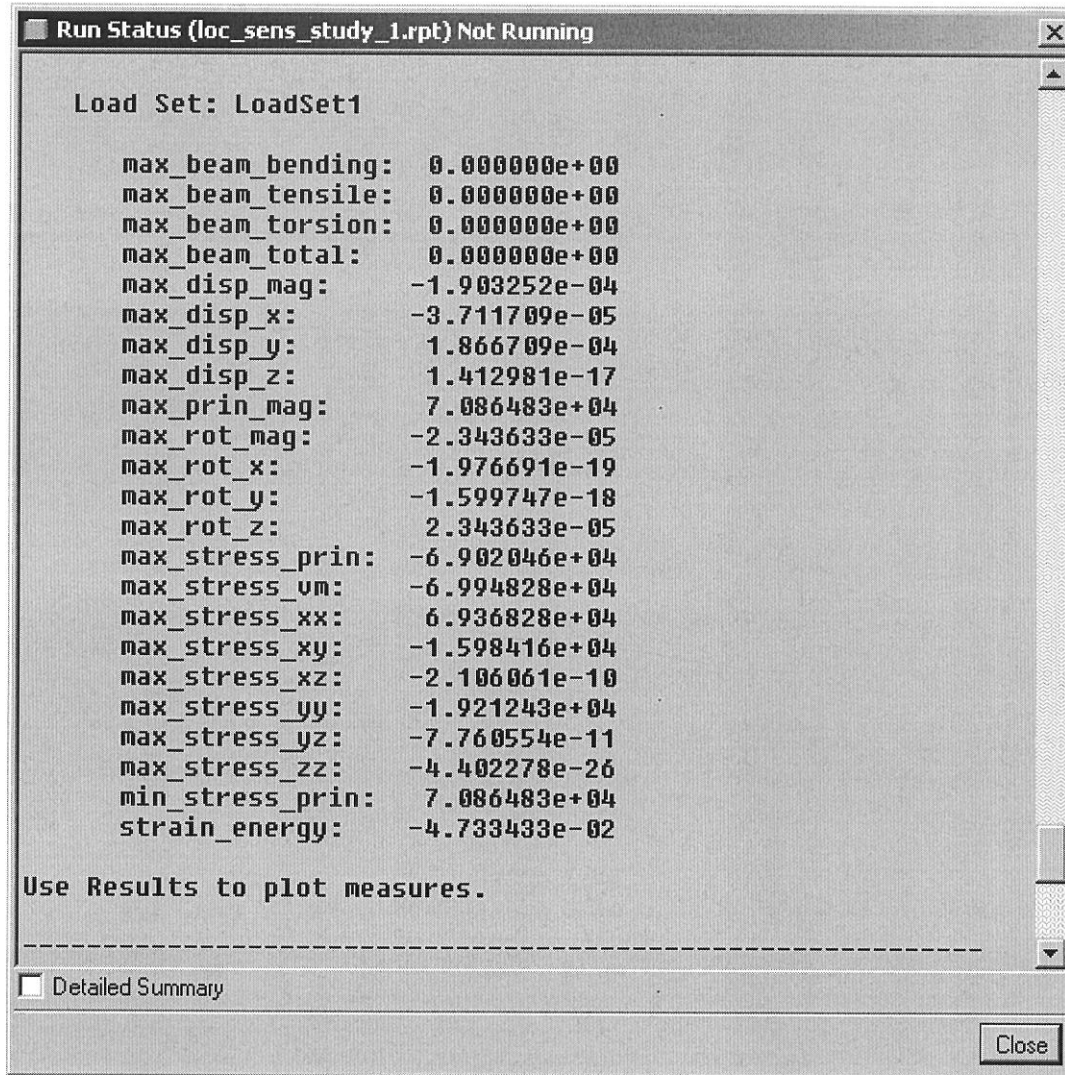 Run Status (loc_sens_study_1.rpt) Not Running
Load Set: LoadSet1
max_beam_bending: 0.000000e+00
max_beam_tensile: 0.000000e+00
max_beam_torsion: 0.000000e+00
max_beam_total: 0.000000e+00
max_disp_mag: -1.903252e-04
max_disp_x: -3.711709e-05
max_disp_y: 1.866709e-04
max_disp_z: 1.412981e-17
max_prin_mag: 7.086483e+04
max_rot_mag: -2.343633e-05
max_rot_x: -1.976691e-19
max_rot_y: -1.599747e-18
max_rot_z: 2.343633e-05
max_stress_prin: -6.902046e+04
max_stress_vm: -6.994828e+04
max_stress_xx: 6.936828e+04
max_stress_xy: -1.598416e+04
max_stress_xz: -2.106061e-10
max_stress_yy: -1.921243e+04
max_stress_yz: -7.760554e-11
max_stress_zz: -4.402278e-26
min_stress_prin: 7.086483e+04
strain_energy: -4.733433e-02
Use Results to plot measures.
------------------------------------------------------------
Detailed Summary
Close